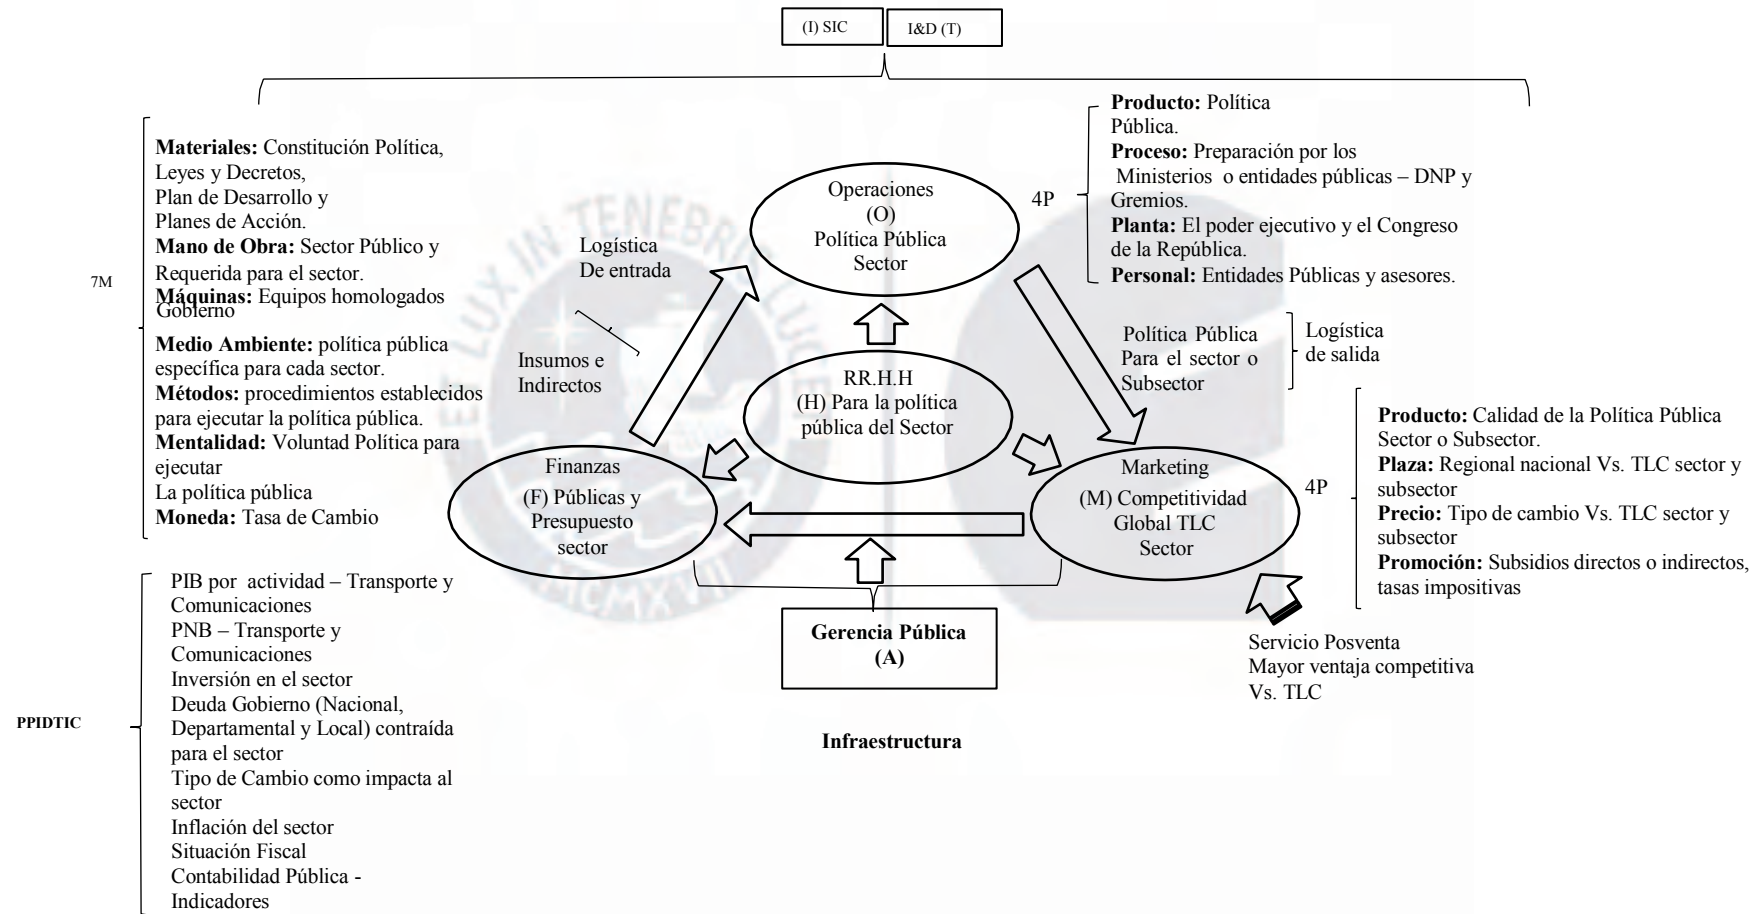 (I) SIC
I&D (T)
7M
Materiales: Constitución Política,
Leyes y Decretos,
Plan de Desarrollo y
Planes de Acción.
Mano de Obra: Sector Público y
Requerida para el sector.
Máquinas: Equipos homologados
Gobierno
Medio Ambiente: política pública
específica para cada sector.
Métodos: procedimientos establecidos
para ejecutar la política pública.
Mentalidad: Voluntad Política para
ejecutar
La política pública
Moneda: Tasa de Cambio
Logística
De entrada
Insumos e
Indirectos
Operaciones
(O)
Política Pública
Sector
4P
Producto: Política
Pública.
Proceso: Preparación por los
Ministerios o entidades públicas – DNP y
Gremios.
Planta: El poder ejecutivo y el Congreso
de la República.
Personal: Entidades Públicas y asesores.
Política Pública
Para el sector o
Subsector
Logística
de salida
RR.H.H
(H) Para la política
pública del Sector
Finanzas
(F) Públicas y
Presupuesto
sector
Marketing
(M) Competitividad
Global TLC
Sector
4P
Producto: Calidad de la Política Pública
Sector o Subsector.
Plaza: Regional nacional Vs. TLC sector y
subsector
Precio: Tipo de cambio Vs. TLC sector y
subsector
Promoción: Subsidios directos o indirectos,
tasas impositivas
Gerencia Pública
(A)
Servicio Posventa
Mayor ventaja competitiva
Vs. TLC
Infraestructura
PPIDTIC
PIB por actividad – Transporte y
Comunicaciones
PNB – Transporte y
Comunicaciones
Inversión en el sector
Deuda Gobierno (Nacional,
Departamental y Local) contraída
para el sector
Tipo de Cambio como impacta al
sector
Inflación del sector
Situación Fiscal
Contabilidad Pública -
Indicadores
ET LUX IN TENEBRIS LUCET
MCMXVII